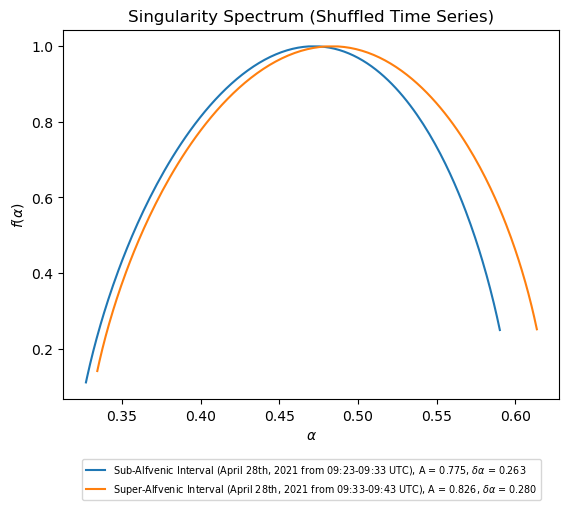 Singularity Spectrum (Shuffled Time Series)
1.0
0.8
0.6
0.4
0.2
f(α)
0.35 0.40 0.45 0.50 0.55 0.60
α
Sub-Alfvenic Interval (April 28th, 2021 from 09:23-09:33 UTC), A = 0.775, δα = 0.263
Super-Alfvenic Interval (April 28th, 2021 from 09:33-09:43 UTC), A = 0.826, δα = 0.280